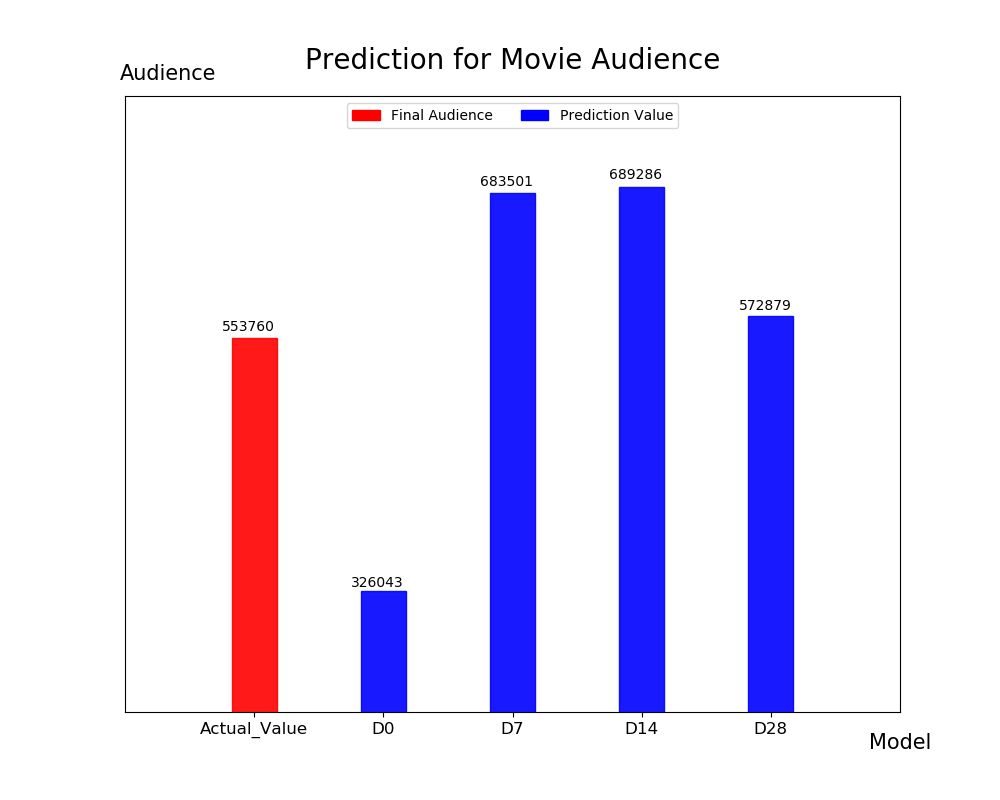 Prediction for Movie Audience
Audience
Final Audience Prediction Value
689286
683501
572879
553760
326043
Actual_Value D0 D7 D14 D28
Model